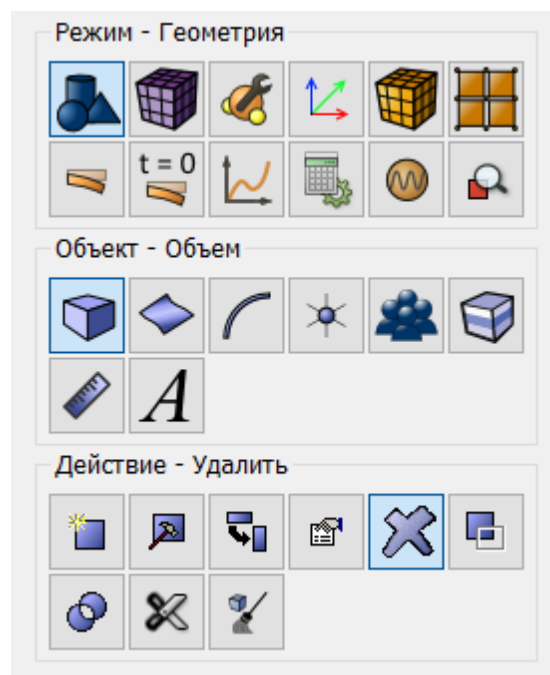 Режим - Геометрия
t = 0
Объект - Объем
A
Действие - Удалить